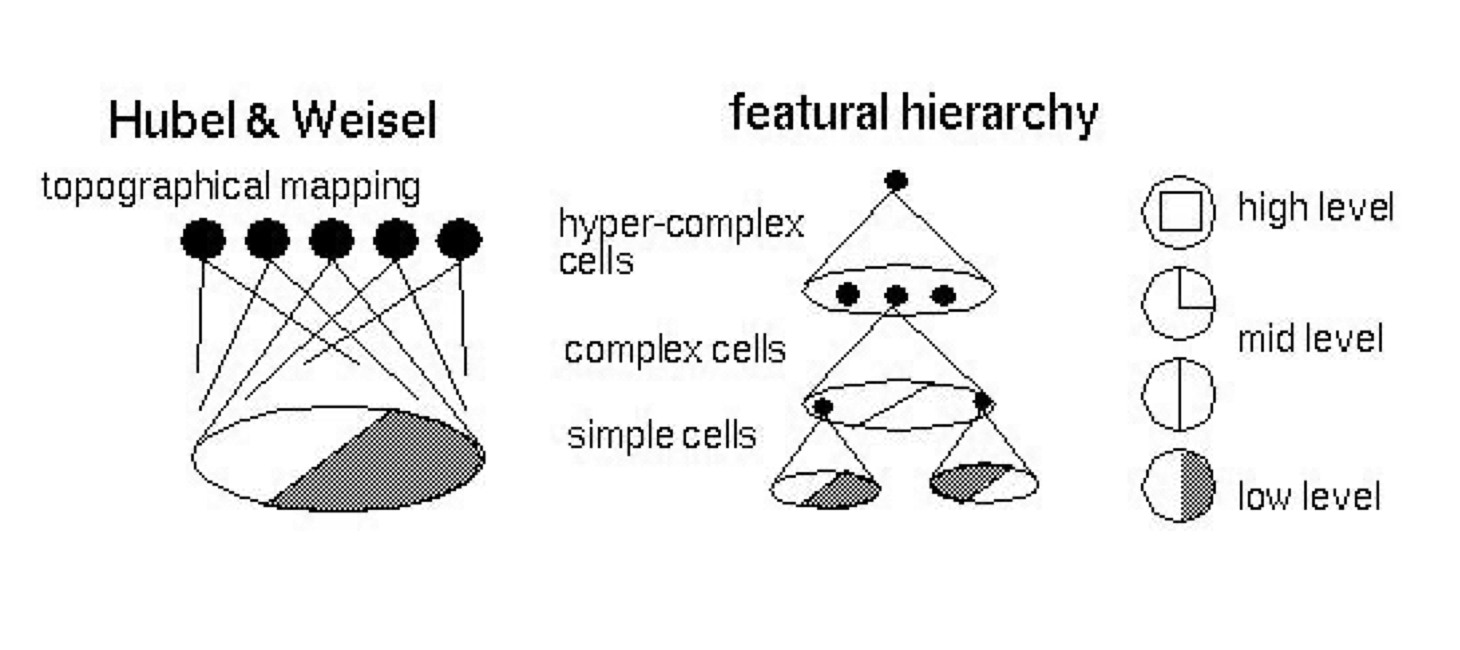 Hubel & Weisel
topographical mapping
featural hierarchy
hyper-complex
cells
complex cells
simple cells
high level
mid level
low level